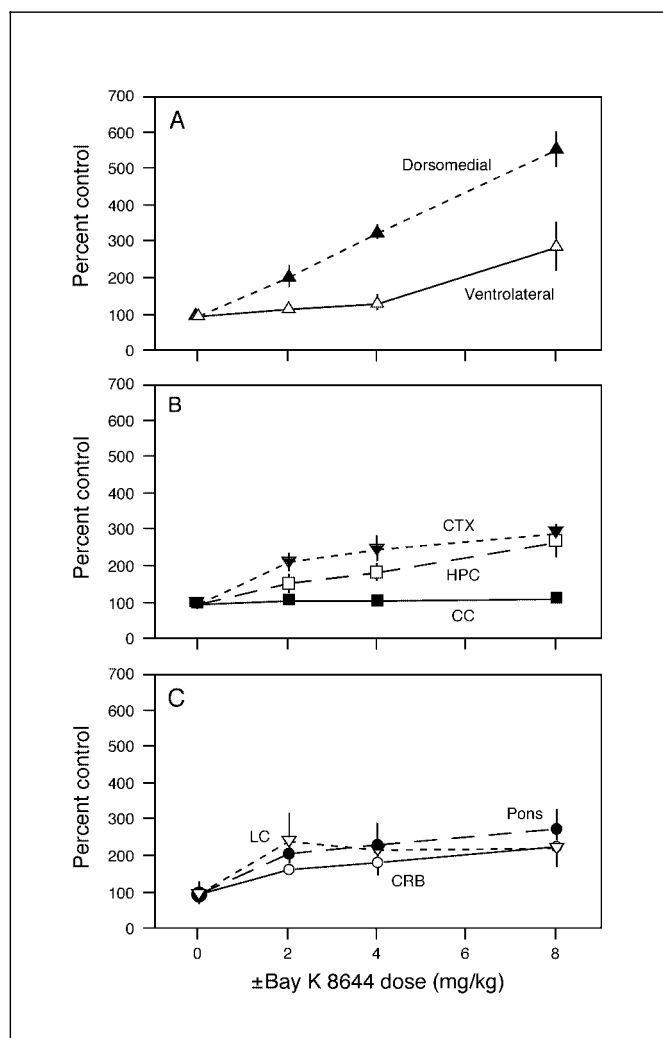 A
700
600
500
400
300
200
100
0
Percent control
Dorsomedial
Ventrolateral
B
700
600
500
400
300
200
100
0
Percent control
CTX
HPC
CC
C
700
600
500
400
300
200
100
0
Percent control
LC
Pons
CRB
0 2 4 6 8
±Bay K 8644 dose (mg/kg)